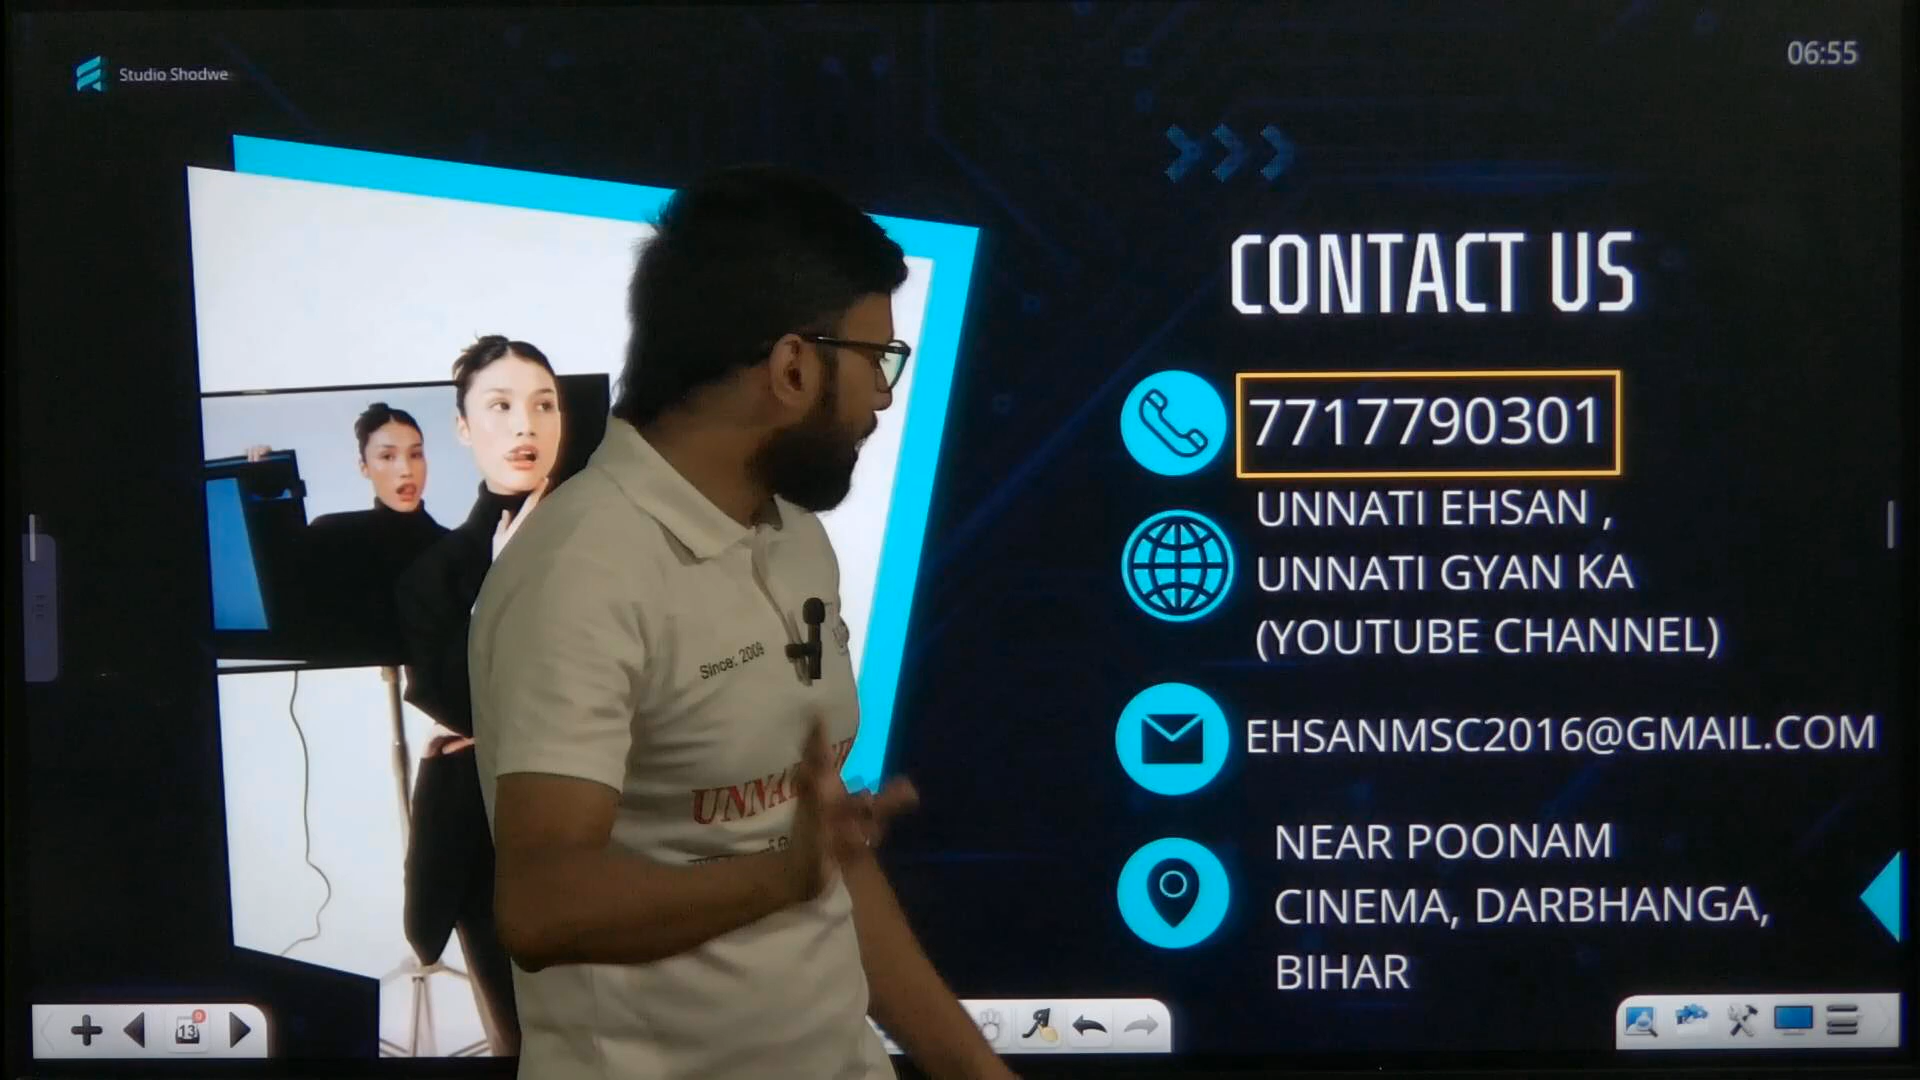 Studio Shodwe
06:55
CONTACT US
7717790301
UNNATI EHSAN ,
UNNATI GYAN KA
(YOUTUBE CHANNEL)
EHSANMSC2016@GMAIL.COM
NEAR POONAM
CINEMA, DARBHANGA,
BIHAR
Since: 2009
13